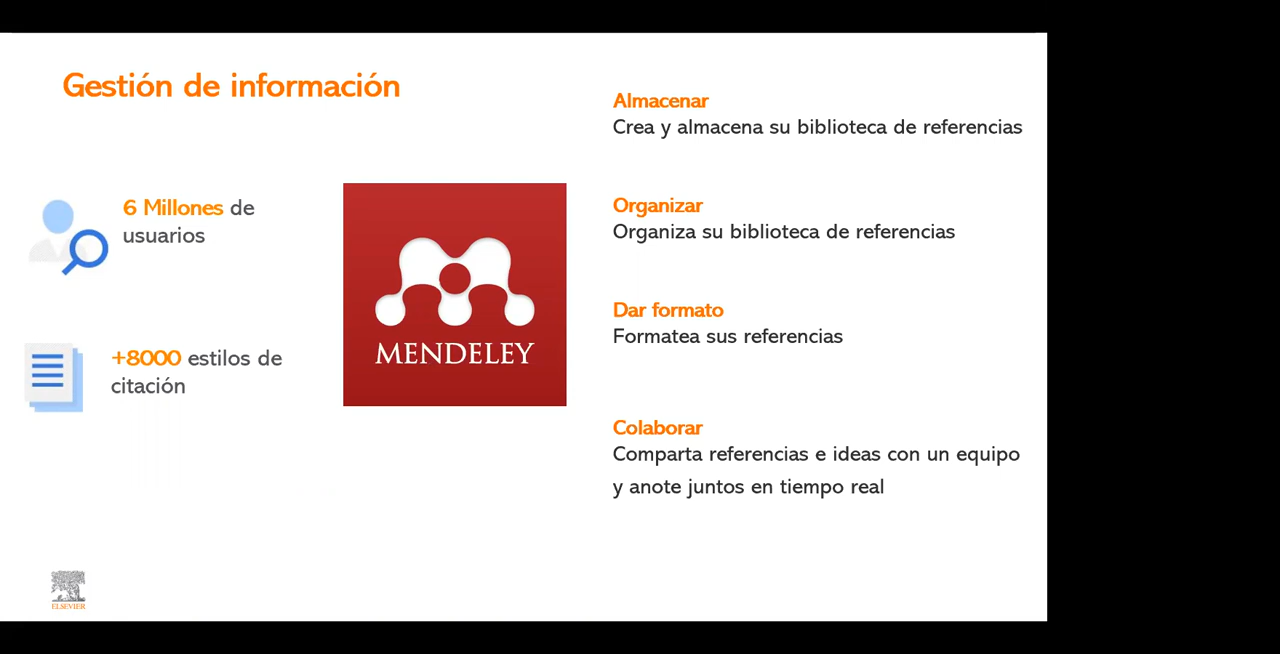 Gestión de información
6 Millones de
usuarios
+8000 estilos de
citación
MENDELEY
Almacenar
Crea y almacena su biblioteca de referencias
Organizar
Organiza su biblioteca de referencias
Dar formato
Formatea sus referencias
Colaborar
Comparta referencias e ideas con un equipo
y anote juntos en tiempo real
ELSEVIER